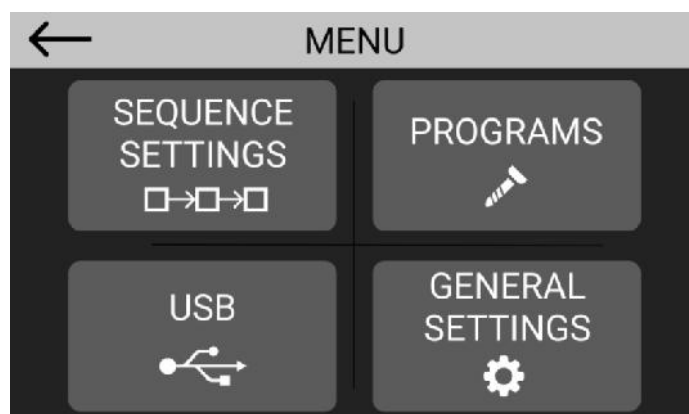 MENU
SEQUENCE
SETTINGS
PROGRAMS
USB
GENERAL
SETTINGS